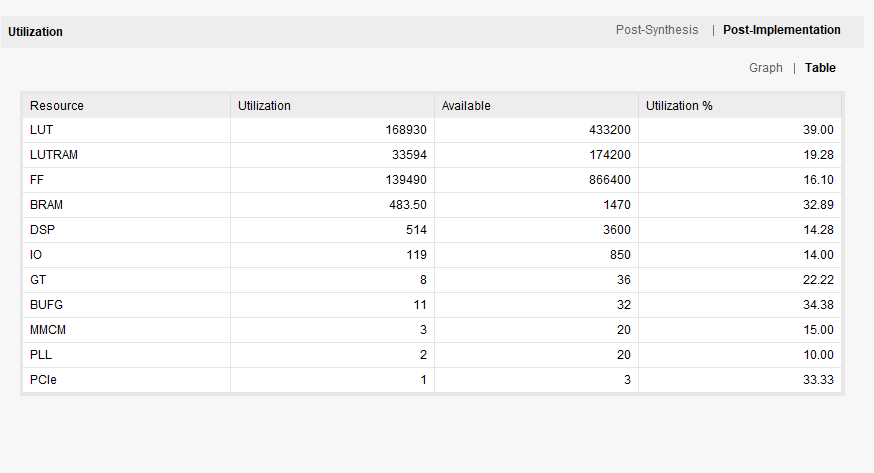 Utilization Post-Synthesis | Post-Implementation
Graph | Table
Resource Utilization Available Utilization %
LUT 168930 433200 39.00
LUTRAM 33594 174200 19.28
FF 139490 866400 16.10
BRAM 483.50 1470 32.89
DSP 514 3600 14.28
IO 119 850 14.00
GT 8 36 22.22
BUFG 11 32 34.38
MMCM 3 20 15.00
PLL 2 20 10.00
PCIe 1 3 33.33